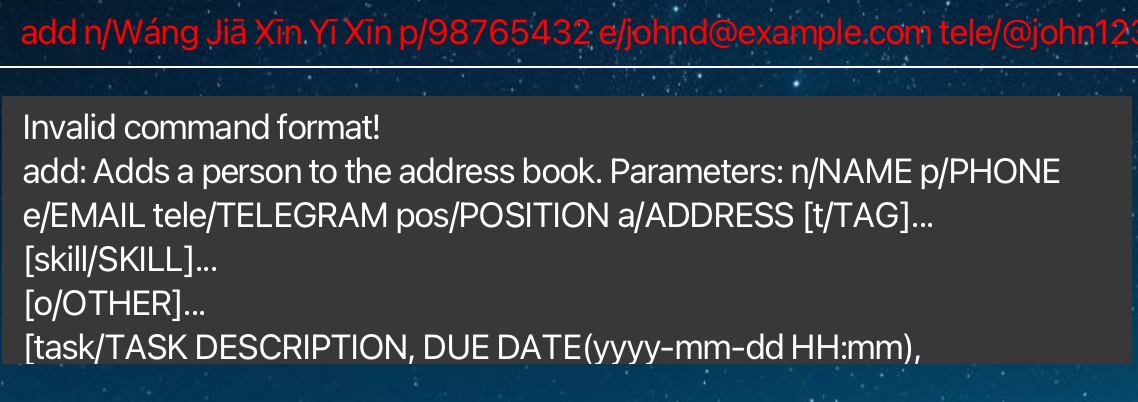 add n/Wáng Jiā Xīn Yī Xīn p/98765432 e/johnd@example.com tele/@john123
Invalid command format!
add: Adds a person to the address book. Parameters: n/NAME p/PHONE
e/EMAIL tele/TELEGRAM pos/POSITION a/ADDRESS [t/TAG]...
[skill/SKILL]...
[o/OTHER]...
[task/TASK DESCRIPTION, DUE DATE(yyyy-mm-dd HH:mm),